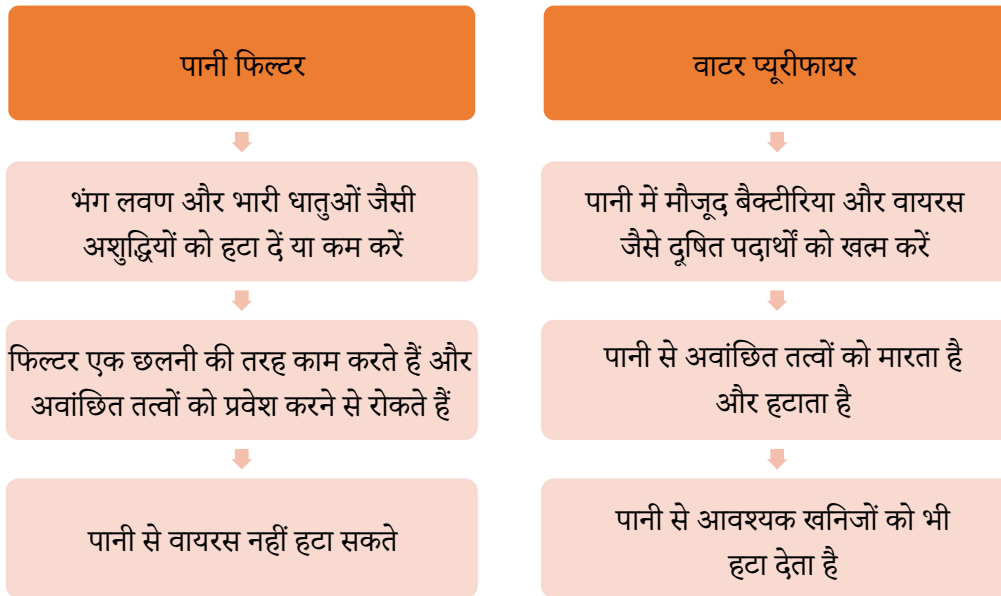 पानी फिल्टर
भंग लवण और भारी धातुओं जैसी
अशुद्धियों को हटा दें या कम करें
फिल्टर एक छलनी की तरह काम करते हैं और
अवांछित तत्वों को प्रवेश करने से रोकते हैं
पानी से वायरस नहीं हटा सकते
वाटर प्यूरीफायर
पानी में मौजूद बैक्टीरिया और वायरस
जैसे दूषित पदार्थों को खत्म करें
पानी से अवांछित तत्वों को मारता है
और हटाता है
पानी से आवश्यक खनिजों को भी
हटा देता है